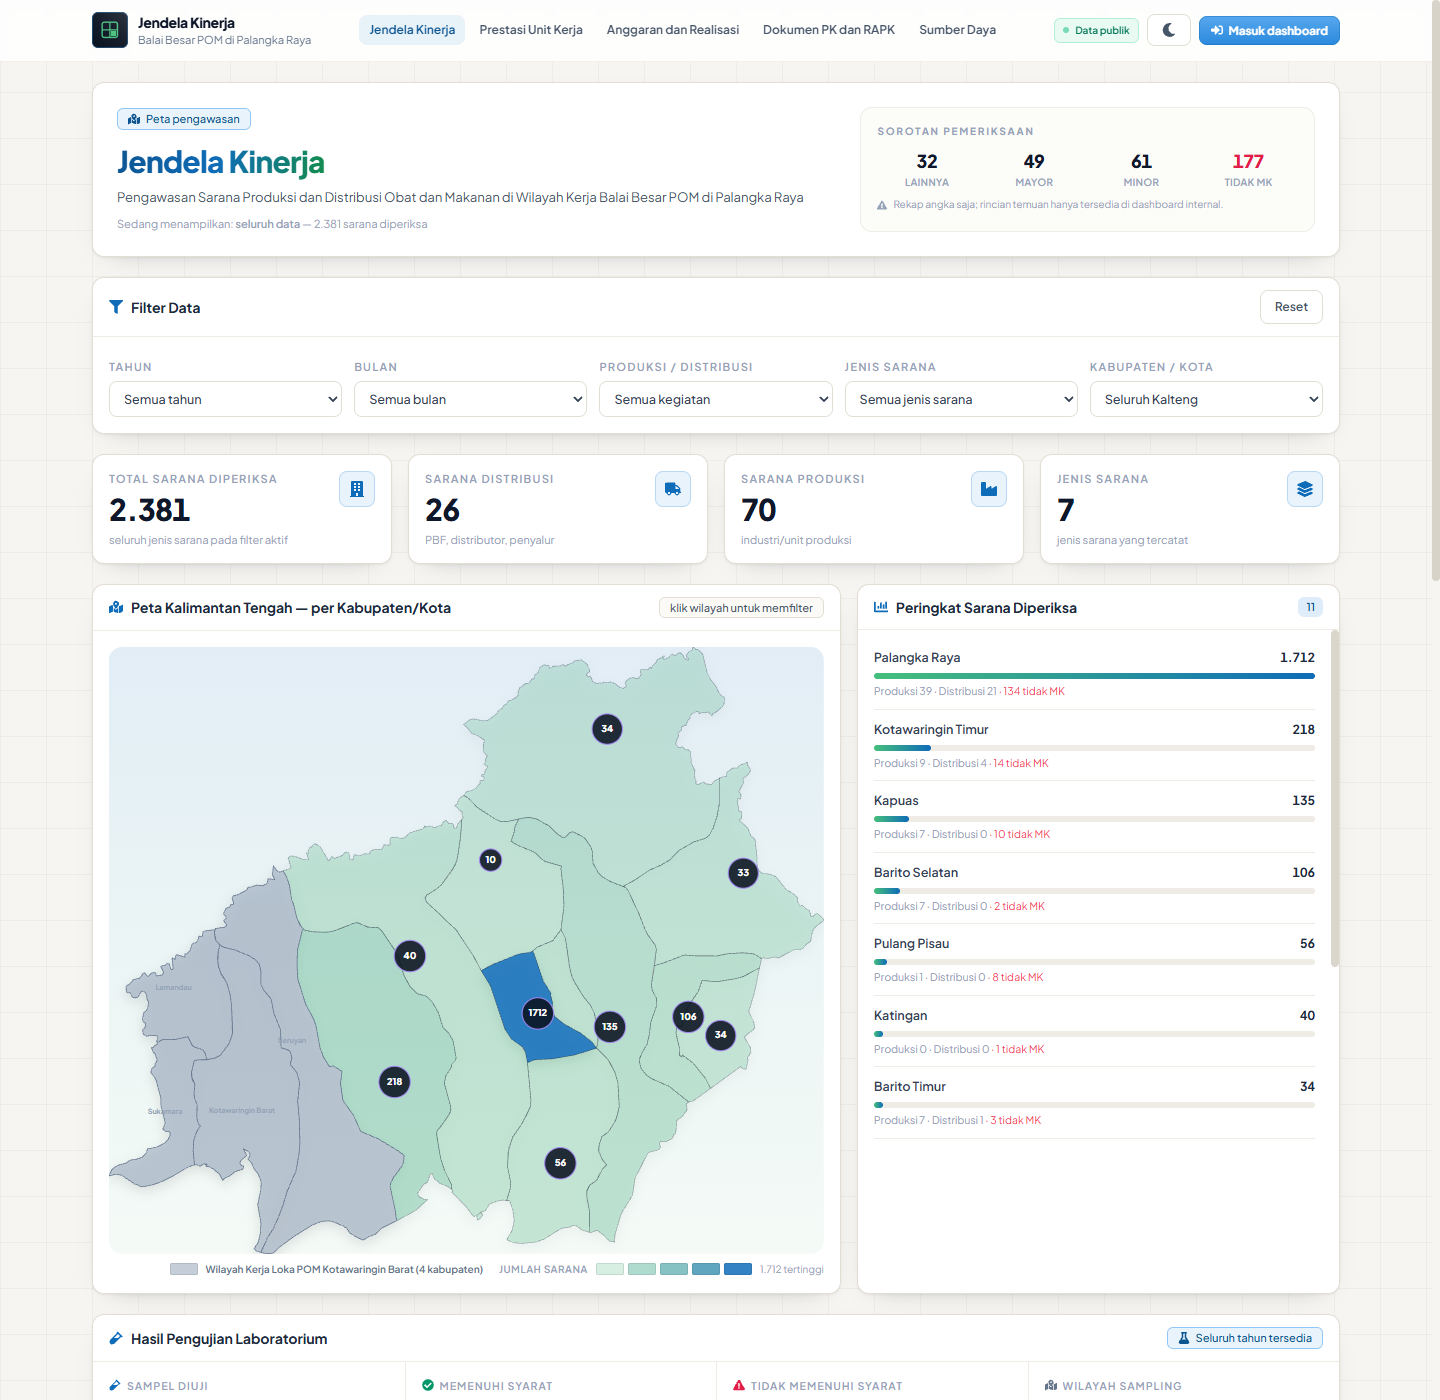 Jendela Kinerja
Balai Besar POM di Palangka Raya
Jendela Kinerja
Prestasi Unit Kerja
Anggaran dan Realisasi
Dokumen PK dan RAPK
Sumber Daya
Data publik
Masuk dashboard
Peta pengawasan
Jendela Kinerja
Pengawasan Sarana Produksi dan Distribusi Obat dan Makanan di Wilayah Kerja Balai Besar POM di Palangka Raya
Sedang menampilkan: seluruh data — 2.381 sarana diperiksa
SOROTAN PEMERIKSAAN
32 49 61 177
LAINNYA MAYOR MINOR TIDAK MK
Rekap angka saja; rincian temuan hanya tersedia di dashboard internal.
Filter Data
Reset
TAHUN BULAN PRODUKSI / DISTRIBUSI JENIS SARANA KABUPATEN / KOTA
Semua tahun Semua bulan Semua kegiatan Semua jenis sarana Seluruh Kalteng
TOTAL SARANA DIPERIKSA
2.381
seluruh jenis sarana pada filter aktif
SARANA DISTRIBUSI
26
PBF, distributor, penyalur
SARANA PRODUKSI
70
industri/unit produksi
JENIS SARANA
7
jenis sarana yang tercatat
Peta Kalimantan Tengah — per Kabupaten/Kota
klik wilayah untuk memfilter
34
10
33
40
Lamandau
1712
135
106
34
Seruyan
218
Sukamara
Kotawaringin Barat
56
Wilayah Kerja Loka POM Kotawaringin Barat (4 kabupaten)
JUMLAH SARANA
1.712 tertinggi
Peringkat Sarana Diperiksa
11
Palangka Raya 1.712
Produksi 39 · Distribusi 21 · 134 tidak MK
Kotawaringin Timur 218
Produksi 9 · Distribusi 4 · 14 tidak MK
Kapuas 135
Produksi 7 · Distribusi 0 · 10 tidak MK
Barito Selatan 106
Produksi 7 · Distribusi 0 · 2 tidak MK
Pulang Pisau 56
Produksi 1 · Distribusi 0 · 8 tidak MK
Katingan 40
Produksi 0 · Distribusi 0 · 1 tidak MK
Barito Timur 34
Produksi 7 · Distribusi 1 · 3 tidak MK
Hasil Pengujian Laboratorium
Seluruh tahun tersedia
SAMPEL DIUJI
MEMENUHI SYARAT
TIDAK MEMENUHI SYARAT
WILAYAH SAMPLING